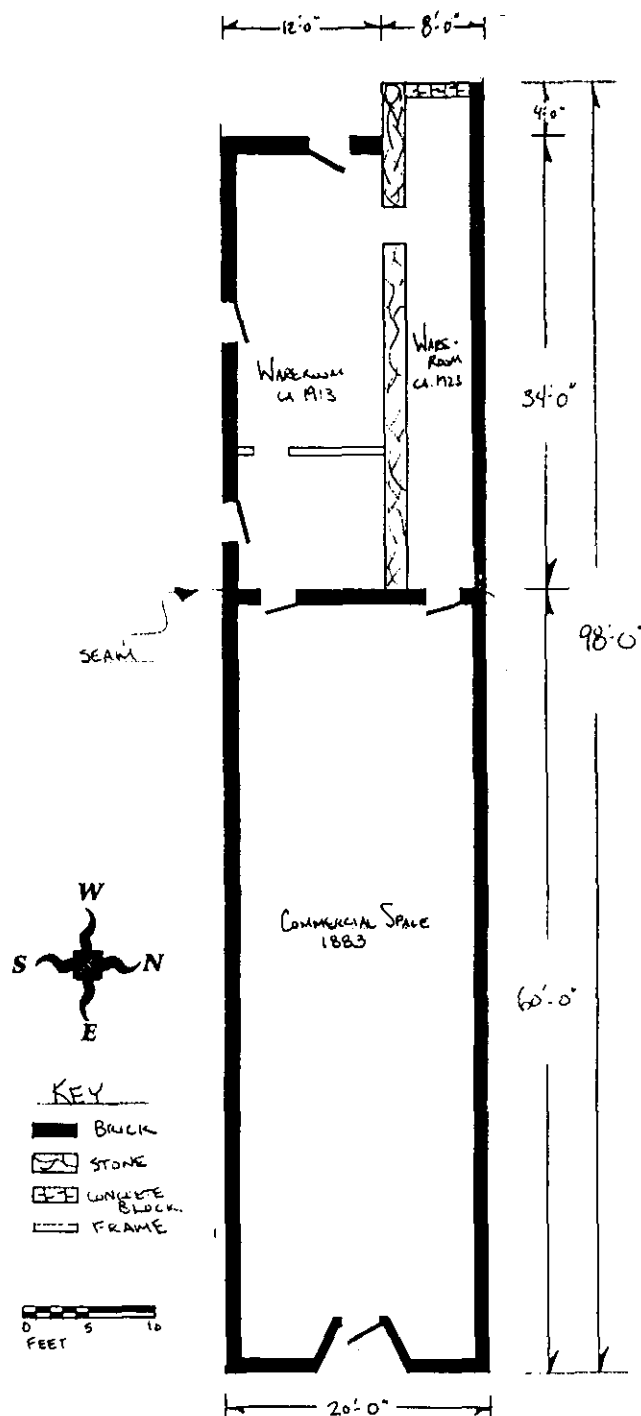 12'-0"
8'-0"
4'-0"
WAREROOM
CA 1913
WARE-
ROOM
CA. 1923
34'-0"
SEAM
98'-0"
COMMERCIAL SPACE
1883
W
S
N
E
60'-0"
KEY
BRICK
STONE
CONCRETE
BLOCK
FRAME
0 5 10
FEET
20'-0"